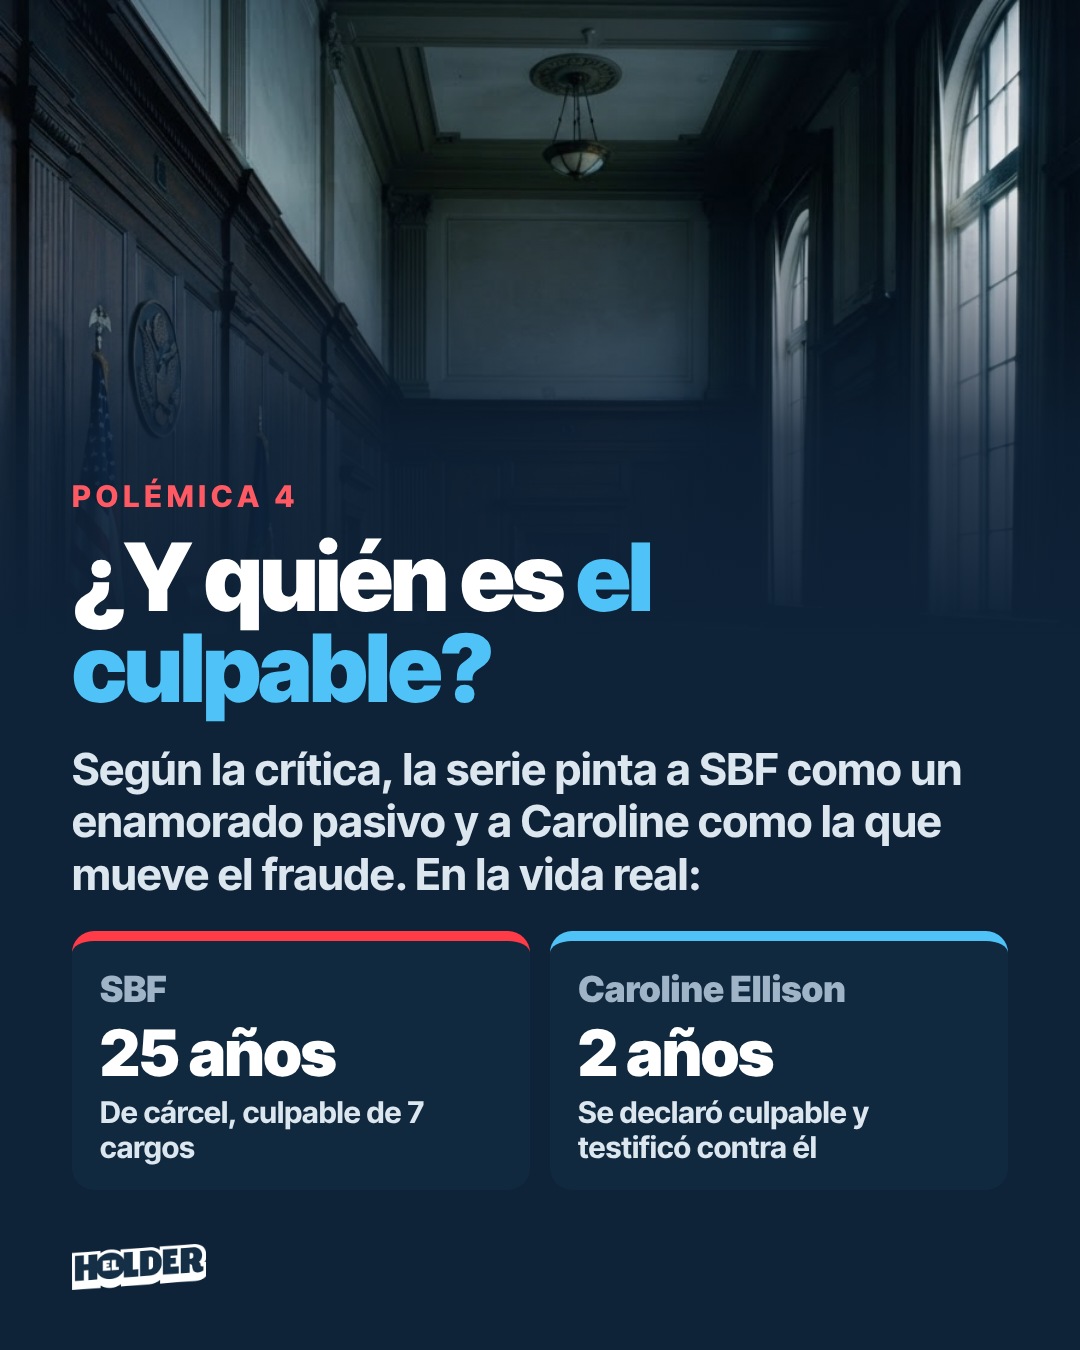 POLÉMICA 4
¿Y quién es el
culpable?
Según la crítica, la serie pinta a SBF como un
enamorado pasivo y a Caroline como la que
mueve el fraude. En la vida real:
SBF
25 años
De cárcel, culpable de 7
cargos
Caroline Ellison
2 años
Se declaró culpable y
testificó contra él
EL HOLDER